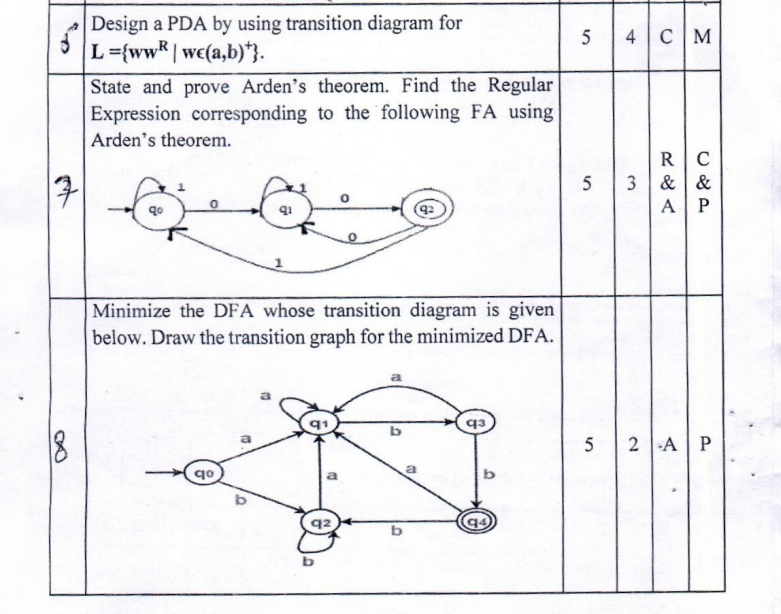 5
Design a PDA by using transition diagram for
L ={ww^R | wϵ(a,b)^+}.
5 4 C M
7
State and prove Arden's theorem. Find the Regular
Expression corresponding to the following FA using
Arden's theorem.
5 3 R & A C & P
1 1
q0 0 q1 0 q2
0
1
8
Minimize the DFA whose transition diagram is given
below. Draw the transition graph for the minimized DFA.
5 2 A P
a
a
q1 b q3
a
q0 a a b
b
q2 b q4
b